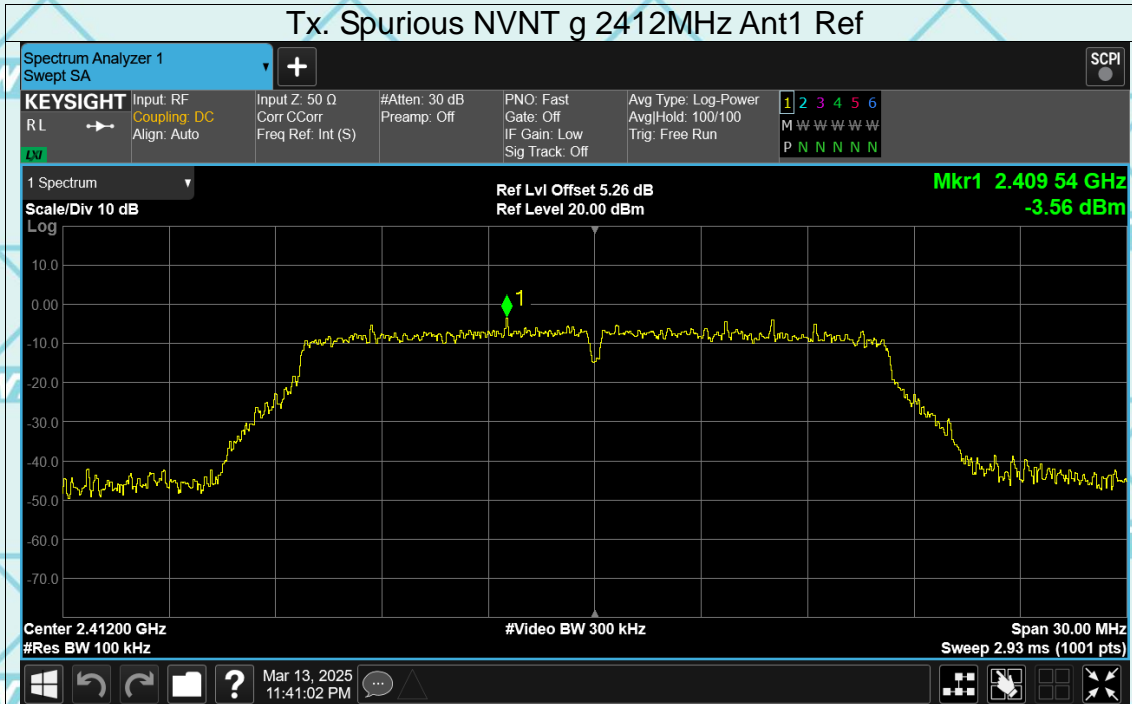 Tx. Spurious NVNT g 2412MHz Ant1 Ref
Spectrum Analyzer 1
Swept SA
+
SCPI
KEYSIGHT
RL
LXI
Input: RF
Coupling: DC
Align: Auto
Input Z: 50 Ω
Corr CCorr
Freq Ref: Int (S)
#Atten: 30 dB
Preamp: Off
PNO: Fast
Gate: Off
IF Gain: Low
Sig Track: Off
Avg Type: Log-Power
Avg|Hold: 100/100
Trig: Free Run
1 2 3 4 5 6
M W W W W W
P N N N N N
1 Spectrum
Scale/Div 10 dB
Ref Lvl Offset 5.26 dB
Ref Level 20.00 dBm
Mkr1 2.409 54 GHz
-3.56 dBm
Log
10.0
0.00
-10.0
-20.0
-30.0
-40.0
-50.0
-60.0
-70.0
1
Center 2.41200 GHz
#Res BW 100 kHz
#Video BW 300 kHz
Span 30.00 MHz
Sweep 2.93 ms (1001 pts)
?
Mar 13, 2025
11:41:02 PM